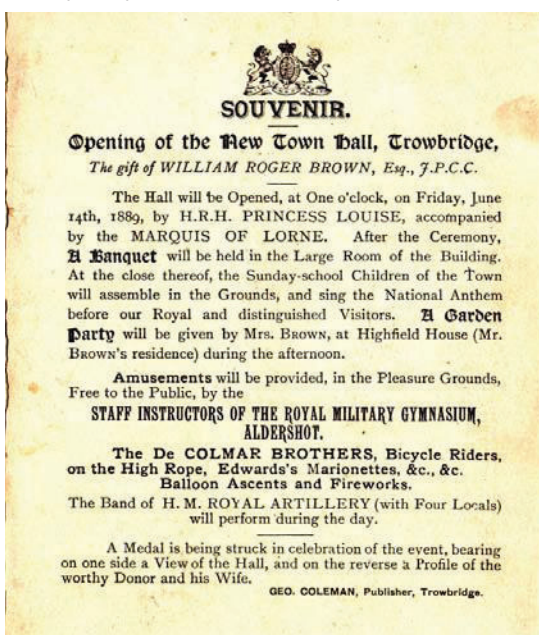 SOUVENIR.
Opening of the New Town Hall, Trowbridge,
The gift of WILLIAM ROGER BROWN, Esq., J.P.C.C.
The Hall will be Opened, at One o'clock, on Friday, June
14th, 1889, by H.R.H. PRINCESS LOUISE, accompanied
by the MARQUIS OF LORNE. After the Ceremony,
A Banquet will be held in the Large Room of the Building.
At the close thereof, the Sunday-school Children of the Town
will assemble in the Grounds, and sing the National Anthem
before our Royal and distinguished Visitors. A Garden
Party will be given by Mrs. BROWN, at Highfield House (Mr.
BROWN'S residence) during the afternoon.
Amusements will be provided, in the Pleasure Grounds,
Free to the Public, by the
STAFF INSTRUCTORS OF THE ROYAL MILITARY GYMNASIUM,
ALDERSHOT.
The De COLMAR BROTHERS, Bicycle Riders,
on the High Rope, Edwards's Marionettes, &c., &c.
Balloon Ascents and Fireworks.
The Band of H.M. ROYAL ARTILLERY (with Four Locals)
will perform during the day.
A Medal is being struck in celebration of the event, bearing
on one side a View of the Hall, and on the reverse a Profile of the
worthy Donor and his Wife.
GEO. COLEMAN, Publisher, Trowbridge.